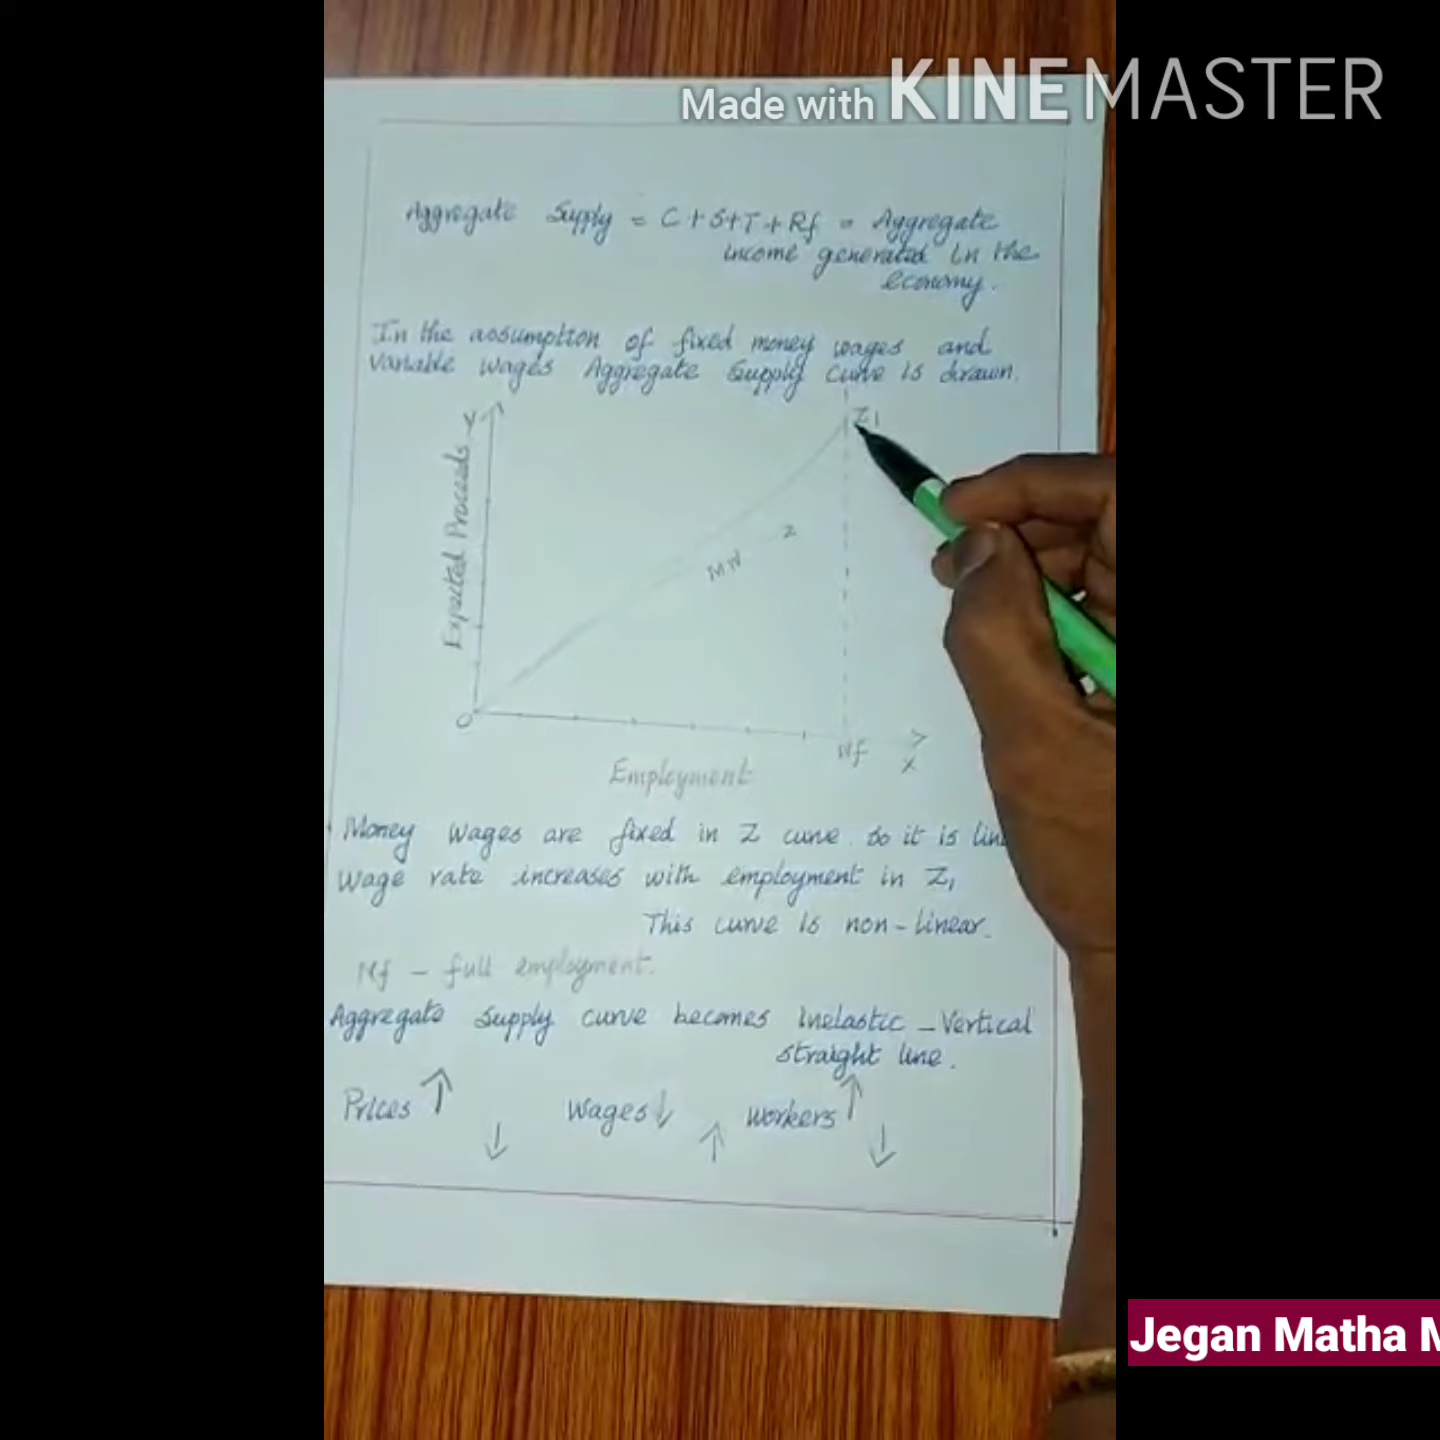 Made with KINEMASTER
Aggregate Supply = C+S+T+Rf = Aggregate
income generated in the
economy.
In the assumption of fixed money wages and
variable wages Aggregate Supply curve is drawn.
Y
Z1
Expected Proceeds
Z
MW
O
Nf
X
Employment
Money wages are fixed in Z curve so it is
Wage rate increases with employment in Z1
This curve is non-linear.
Nf - full employment.
Aggregate supply curve becomes Inelastic - Vertical
straight line.
Prices ↑ Wages ↓ Workers ↑
↓ ↑ ↓
Jegan Matha M